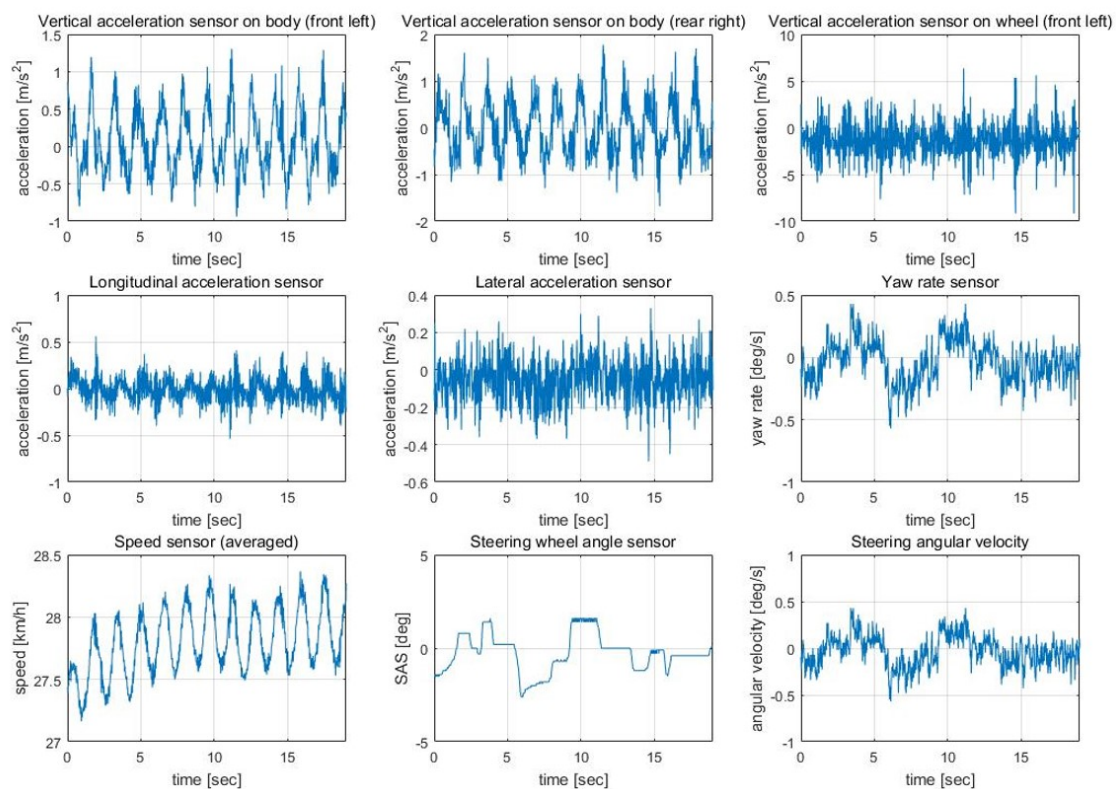 Vertical acceleration sensor on body (front left)
Vertical acceleration sensor on body (rear right)
Vertical acceleration sensor on wheel (front left)
1.5
1
0.5
0
-0.5
-1
acceleration [m/s²]
0 5 10 15
time [sec]
2
1
0
-1
-2
acceleration [m/s²]
0 5 10 15
time [sec]
10
5
0
-5
-10
acceleration [m/s²]
0 5 10 15
time [sec]
Longitudinal acceleration sensor
1
0.5
0
-0.5
-1
acceleration [m/s²]
0 5 10 15
time [sec]
Lateral acceleration sensor
0.4
0.2
0
-0.2
-0.4
-0.6
acceleration [m/s²]
0 5 10 15
time [sec]
Yaw rate sensor
0.5
0
-0.5
-1
yaw rate [deg/s]
0 5 10 15
time [sec]
Speed sensor (averaged)
28.5
28
27.5
27
speed [km/h]
0 5 10 15
time [sec]
Steering wheel angle sensor
5
0
-5
SAS [deg]
0 5 10 15
time [sec]
Steering angular velocity
1
0.5
0
-0.5
-1
angular velocity [deg/s]
0 5 10 15
time [sec]